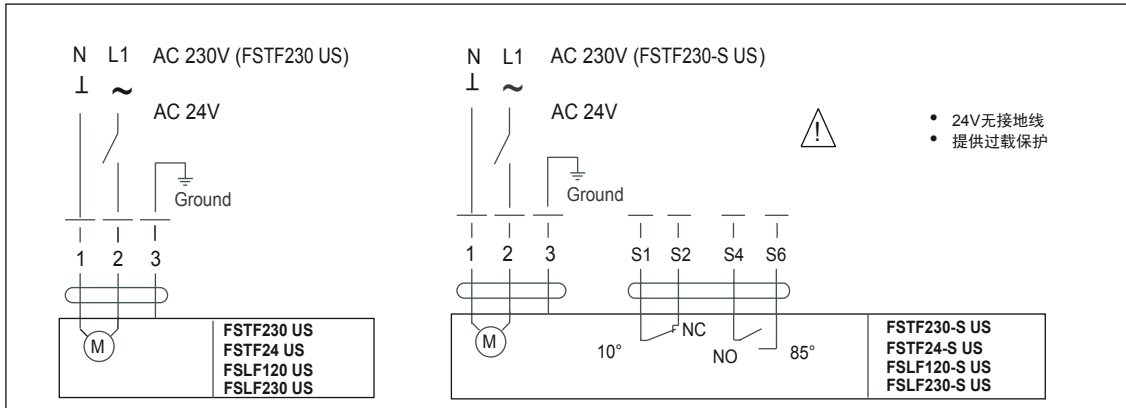 N L1 AC 230V (FSTF230 US)
⊥ ~
AC 24V
Ground
1 2 3
M
FSTF230 US
FSTF24 US
FSLF120 US
FSLF230 US
N L1 AC 230V (FSTF230-S US)
⊥ ~
AC 24V
Ground
1 2 3 S1 S2 S4 S6
M
10° NC NO 85°
FSTF230-S US
FSTF24-S US
FSLF120-S US
FSLF230-S US
!
• 24V无接地线
• 提供过载保护